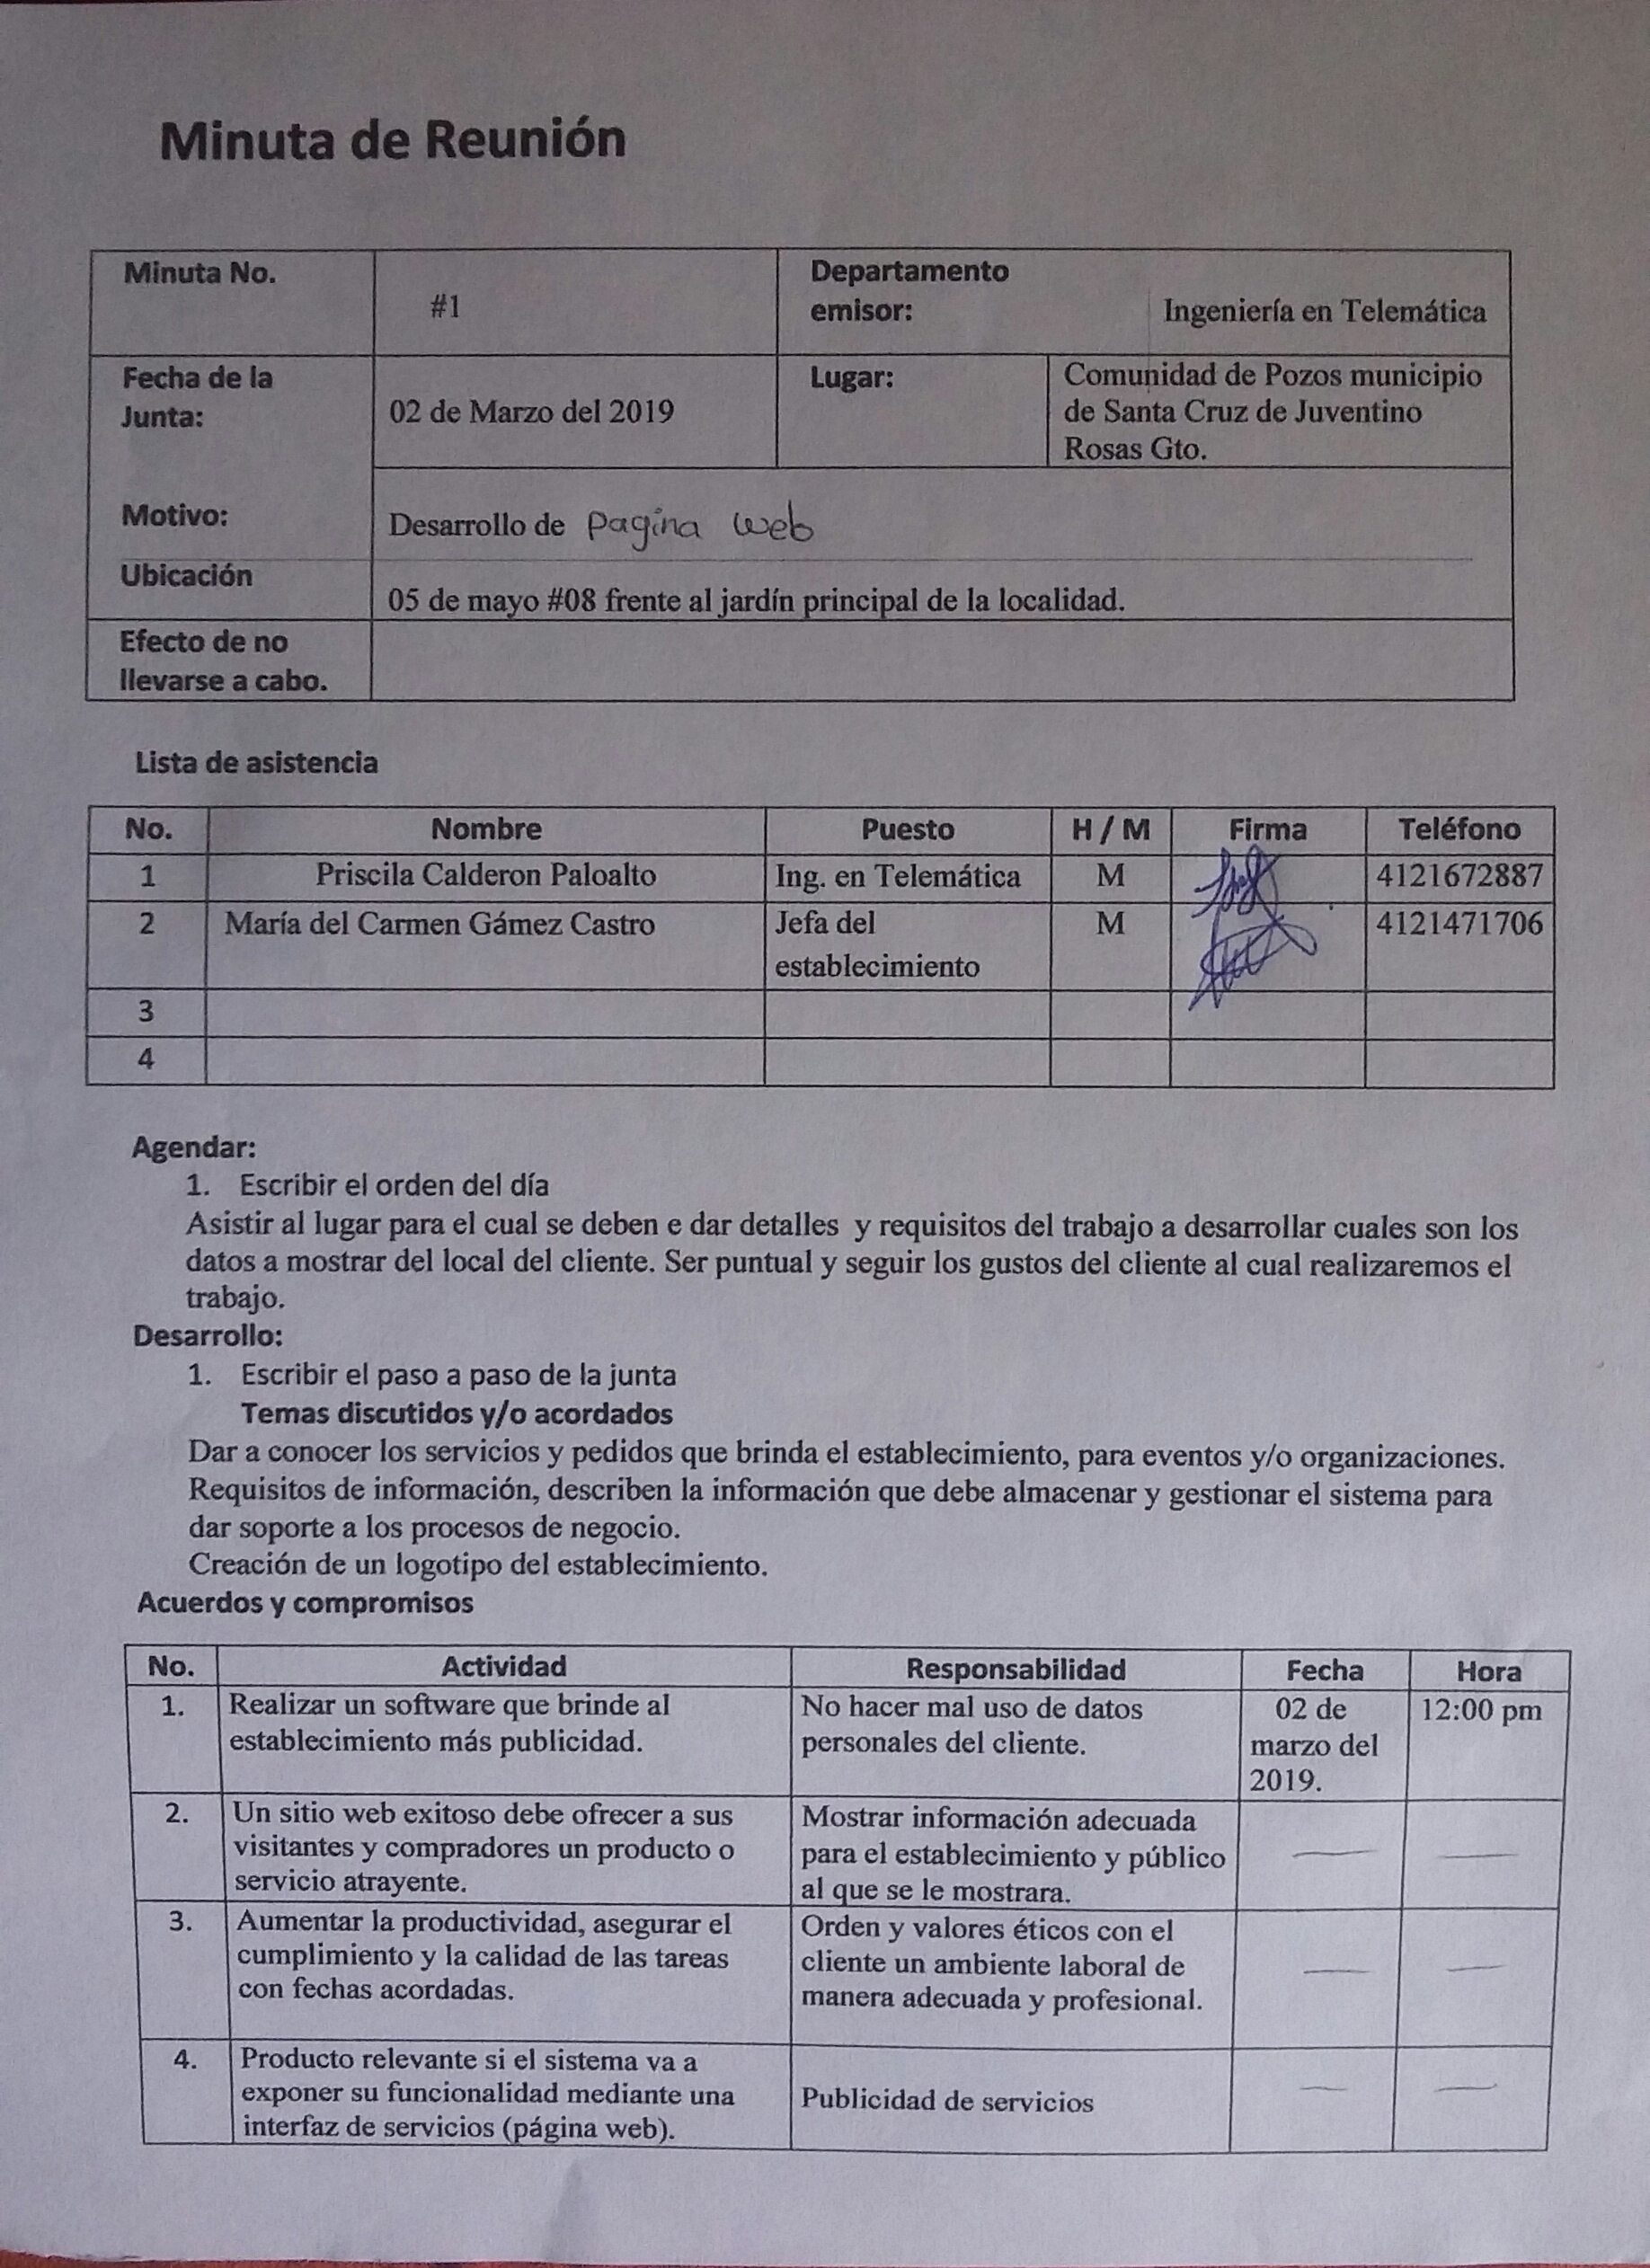 Minuta de Reunión
Minuta No.
#1
Departamento
emisor:
Ingeniería en Telemática
Fecha de la
Junta:
02 de Marzo del 2019
Lugar:
Comunidad de Pozos municipio
de Santa Cruz de Juventino
Rosas Gto.
Motivo:
Desarrollo de pagina web
Ubicación
05 de mayo #08 frente al jardín principal de la localidad.
Efecto de no
llevarse a cabo.
Lista de asistencia
No. Nombre Puesto H / M Firma Teléfono
1 Priscila Calderon Paloalto Ing. en Telemática M 4121672887
2 María del Carmen Gámez Castro Jefa del M 4121471706
establecimiento
3
4
Agendar:
1. Escribir el orden del día
Asistir al lugar para el cual se deben e dar detalles y requisitos del trabajo a desarrollar cuales son los
datos a mostrar del local del cliente. Ser puntual y seguir los gustos del cliente al cual realizaremos el
trabajo.
Desarrollo:
1. Escribir el paso a paso de la junta
Temas discutidos y/o acordados
Dar a conocer los servicios y pedidos que brinda el establecimiento, para eventos y/o organizaciones.
Requisitos de información, describen la información que debe almacenar y gestionar el sistema para
dar soporte a los procesos de negocio.
Creación de un logotipo del establecimiento.
Acuerdos y compromisos
No. Actividad Responsabilidad Fecha Hora
1. Realizar un software que brinde al No hacer mal uso de datos 02 de 12:00 pm
establecimiento más publicidad. personales del cliente. marzo del
2019.
2. Un sitio web exitoso debe ofrecer a sus Mostrar información adecuada
visitantes y compradores un producto o para el establecimiento y público
servicio atrayente. al que se le mostrara.
3. Aumentar la productividad, asegurar el Orden y valores éticos con el
cumplimiento y la calidad de las tareas cliente un ambiente laboral de
con fechas acordadas. manera adecuada y profesional.
4. Producto relevante si el sistema va a
exponer su funcionalidad mediante una Publicidad de servicios
interfaz de servicios (página web).